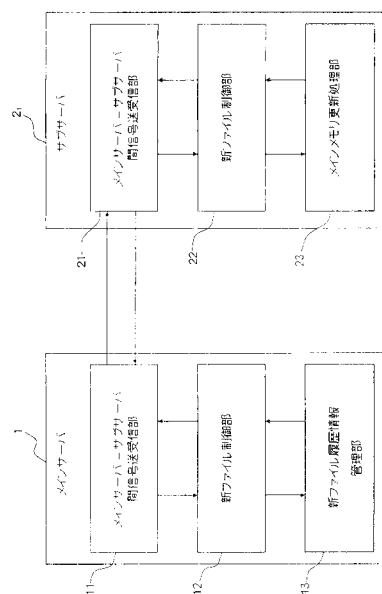 1
メインサーバ
11
メインサーバ－サブサーバ
間信号送受信部
12
新ファイル制御部
13
新ファイル履歴情報
管理部
2₁
サブサーバ
21
メインサーバ－サブサーバ
間信号送受信部
22
新ファイル制御部
23
メインメモリ更新処理部